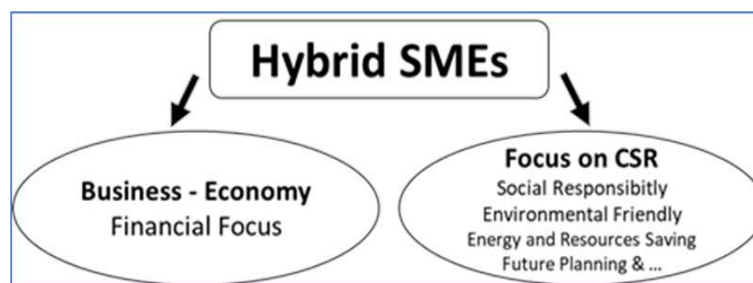 Hybrid SMEs
Business - Economy
Financial Focus
Focus on CSR
Social Responsibitly
Environmental Friendly
Energy and Resources Saving
Future Planning & ...